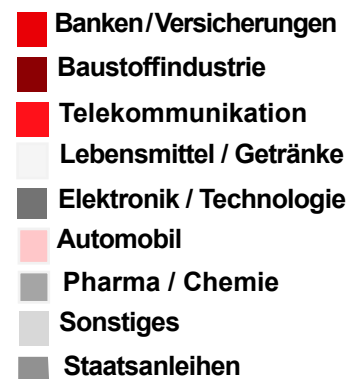 Banken/Versicherungen
Baustoffindustrie
Telekommunikation
Lebensmittel / Getränke
Elektronik / Technologie
Automobil
Pharma / Chemie
Sonstiges
Staatsanleihen